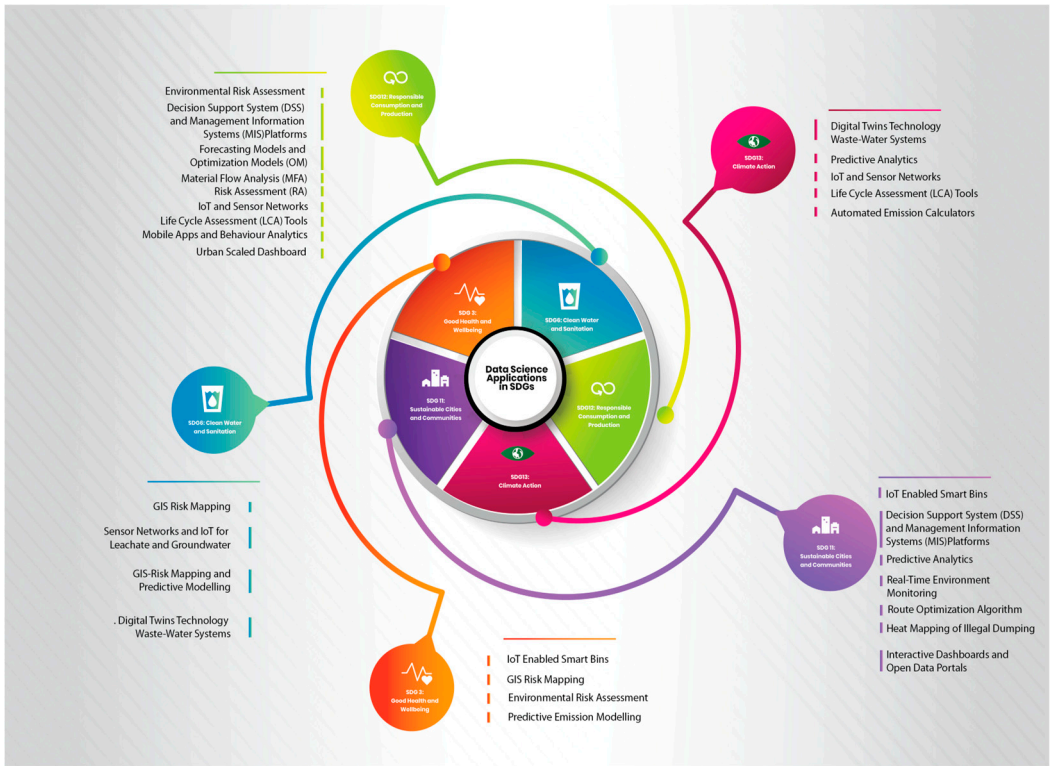 SDG12: Responsible
Consumption and
Production
Environmental Risk Assessment
Decision Support System (DSS)
and Management Information
Systems (MIS)Platforms
Forecasting Models and
Optimization Models (OM)
Material Flow Analysis (MFA)
Risk Assessment (RA)
IoT and Sensor Networks
Life Cycle Assessment (LCA) Tools
Mobile Apps and Behaviour Analytics
Urban Scaled Dashboard
SDG13:
Climate Action
Digital Twins Technology
Waste-Water Systems
Predictive Analytics
IoT and Sensor Networks
Life Cycle Assessment (LCA) Tools
Automated Emission Calculators
SDG 3:
Good Health and
Wellbeing
SDG6: Clean Water
and Sanitation
Data Science
Applications
in SDGs
SDG 11:
Sustainable Cities
and Communities
SDG12: Responsible
Consumption and
Production
SDG13:
Climate Action
SDG6: Clean Water
and Sanitation
GIS Risk Mapping
Sensor Networks and IoT for
Leachate and Groundwater
GIS-Risk Mapping and
Predictive Modelling
. Digital Twins Technology
Waste-Water Systems
SDG 3:
Good Health and
Wellbeing
IoT Enabled Smart Bins
GIS Risk Mapping
Environmental Risk Assessment
Predictive Emission Modelling
SDG 11:
Sustainable Cities
and Communities
IoT Enabled Smart Bins
Decision Support System (DSS)
and Management Information
Systems (MIS)Platforms
Predictive Analytics
Real-Time Environment
Monitoring
Route Optimization Algorithm
Heat Mapping of Illegal Dumping
Interactive Dashboards and
Open Data Portals